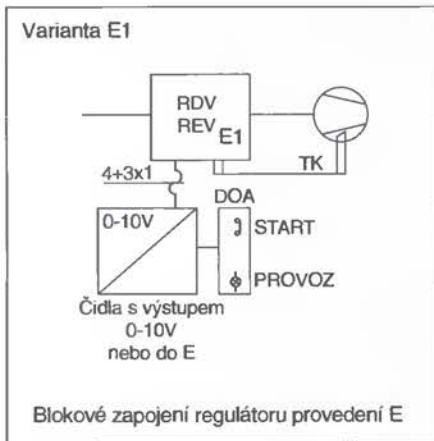 Varianta E1
RDV
REV
E1
TK
4+3x1
DOA
0-10V
START
PROVOZ
Čidla s výstupem
0-10V
nebo do E
Blokové zapojení regulátoru provedení E